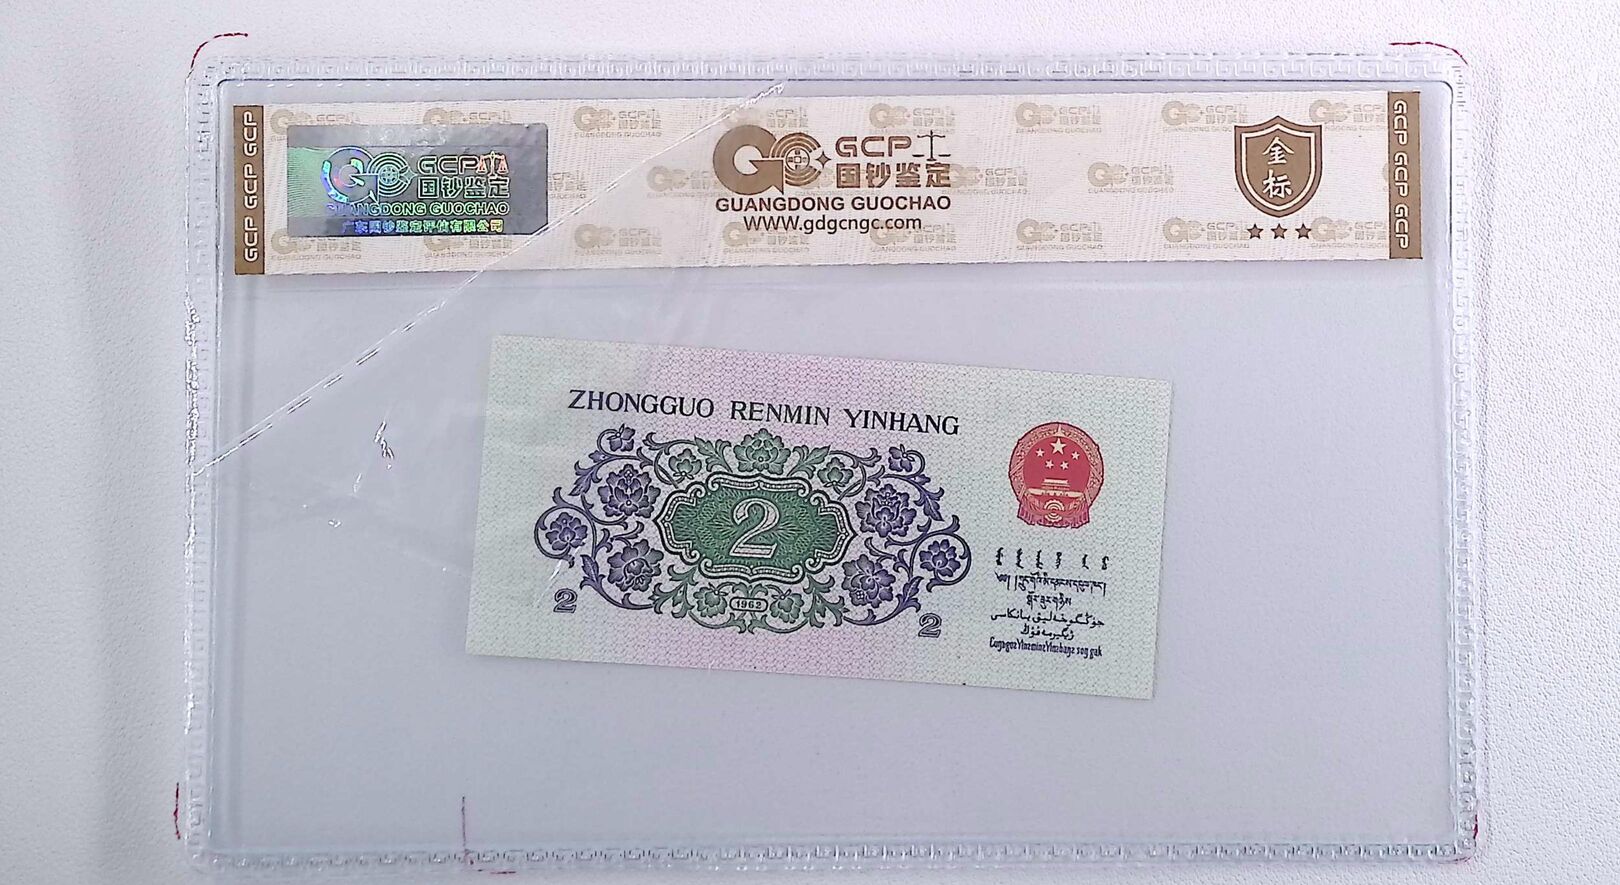 GCP GCP GCP
GCP
国钞鉴定
GUANGDONG GUOCHAO
广东国钞鉴定评估有限公司
GCP
国钞鉴定
GUANGDONG GUOCHAO
WWW.gdgcngc.com
金标
GCP GCP GCP
ZHONGGUO RENMIN YINHANG
2
1962
2
2